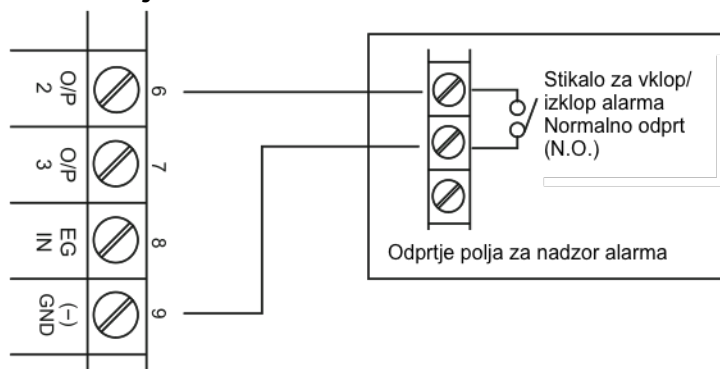 O/P
2
6
O/P
3
7
EG
IN
8
(–)
GND
9
Stikalo za vklop/
izklop alarma
Normalno odprt
(N.O.)
Odprtje polja za nadzor alarma